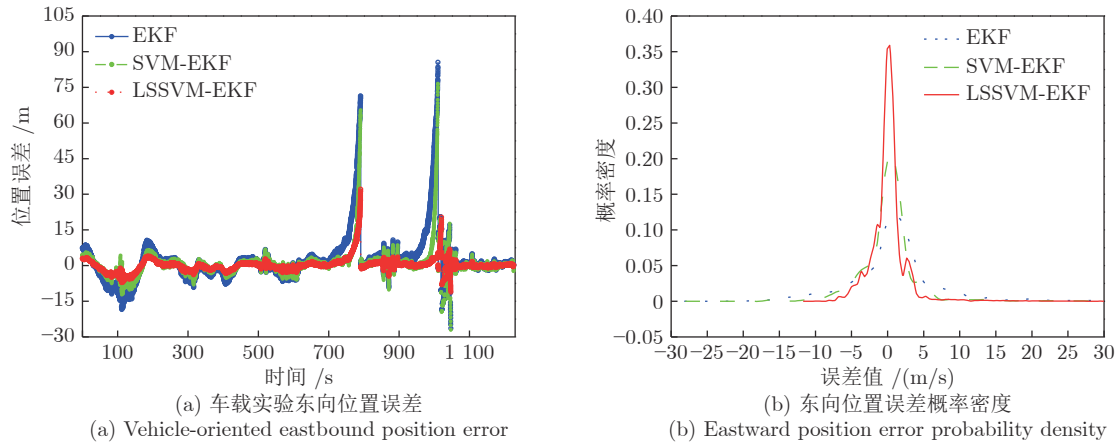 105
90
75
60
45
30
15
0
−15
−30
位置误差 /m
EKF
SVM-EKF
LSSVM-EKF
100 300 500 700 900 1 100
时间 /s
(a) 车载实验东向位置误差
(a) Vehicle-oriented eastbound position error
0.40
0.35
0.30
0.25
0.20
0.15
0.10
0.05
0
−0.05
概率密度
EKF
SVM-EKF
LSSVM-EKF
−30 −25 −20 −15 −10 −5 0 5 10 15 20 25 30
误差值 /(m/s)
(b) 东向位置误差概率密度
(b) Eastward position error probability density